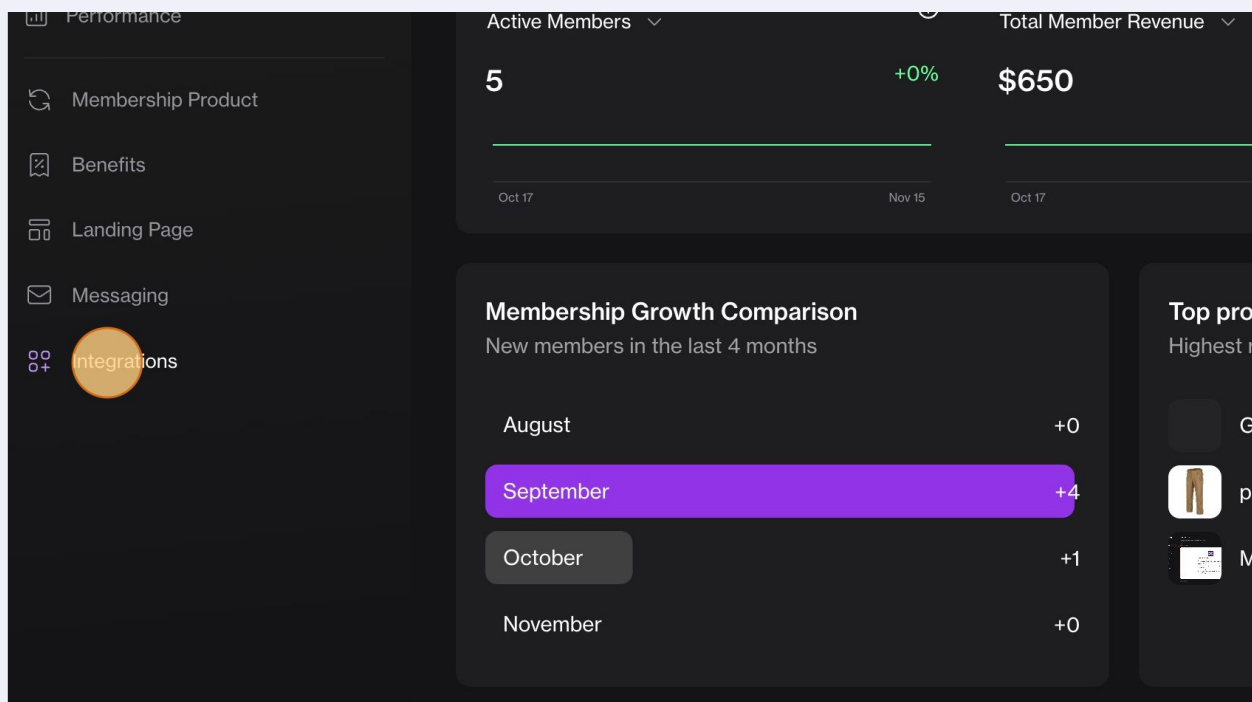 Performance
Membership Product
Benefits
Landing Page
Messaging
Integrations
Active Members
5
+0%
Oct 17
Nov 15
Total Member Revenue
$650
Oct 17
Membership Growth Comparison
New members in the last 4 months
August +0
September +4
October +1
November +0
Top
Highest